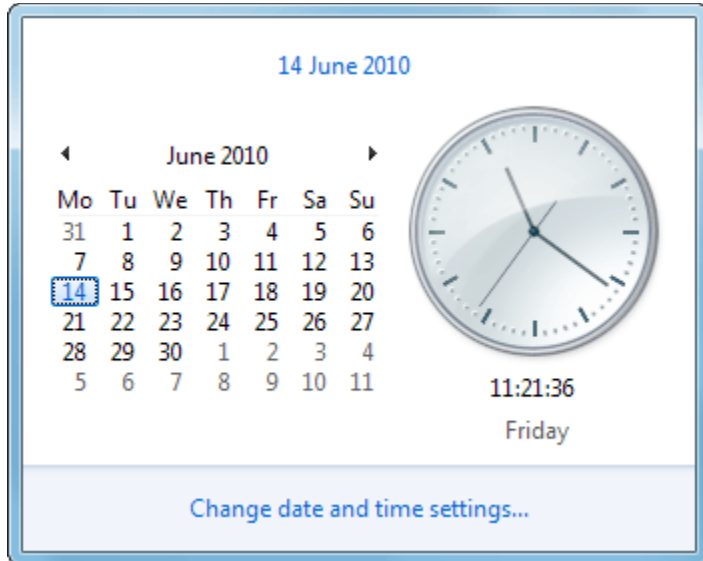 14 June 2010
June 2010
Mo Tu We Th Fr Sa Su
31 1 2 3 4 5 6
7 8 9 10 11 12 13
14 15 16 17 18 19 20
21 22 23 24 25 26 27
28 29 30 1 2 3 4
5 6 7 8 9 10 11
11:21:36
Friday
Change date and time settings...